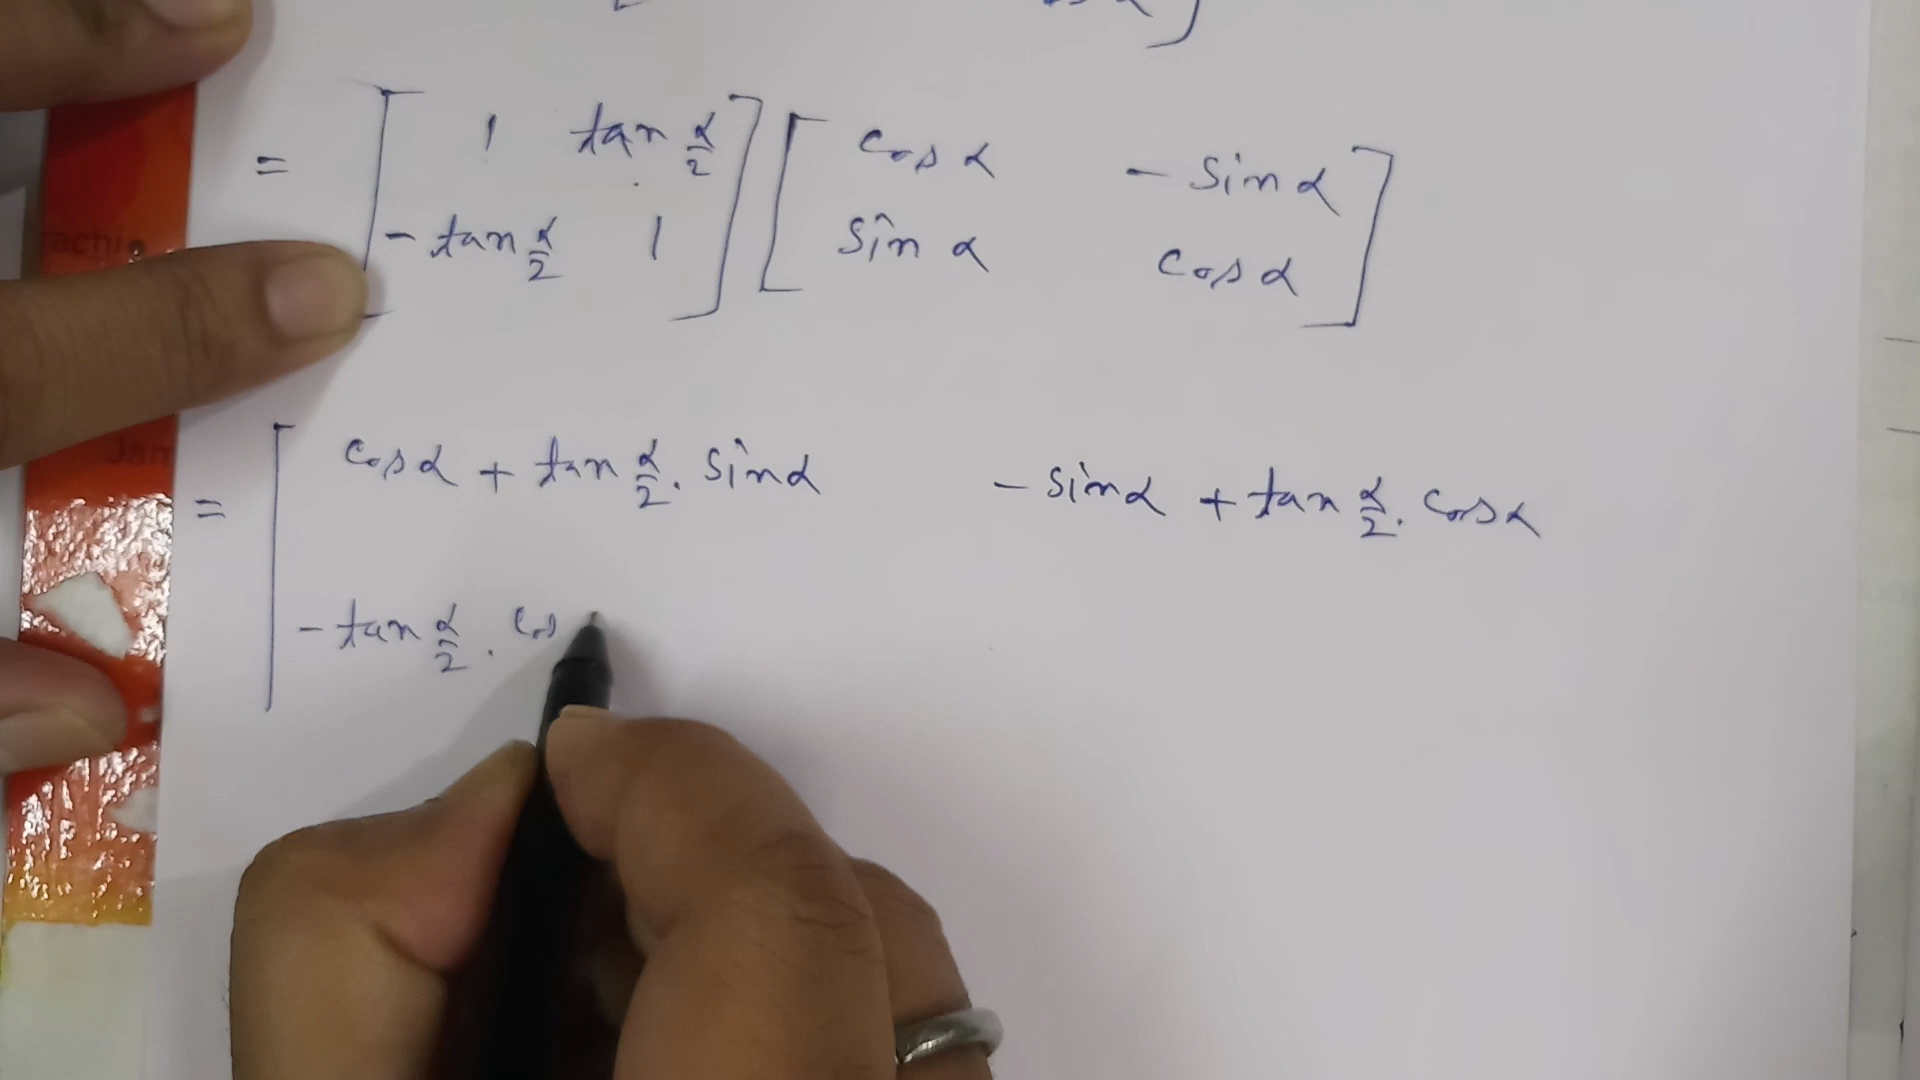 = [ 1 tan α/2 ] [ cos α - sin α ]
[ - tan α/2 1 ] [ sin α cos α ]
= [ cos α + tan α/2 . sin α - sin α + tan α/2 . cos α
- tan α/2 . cos